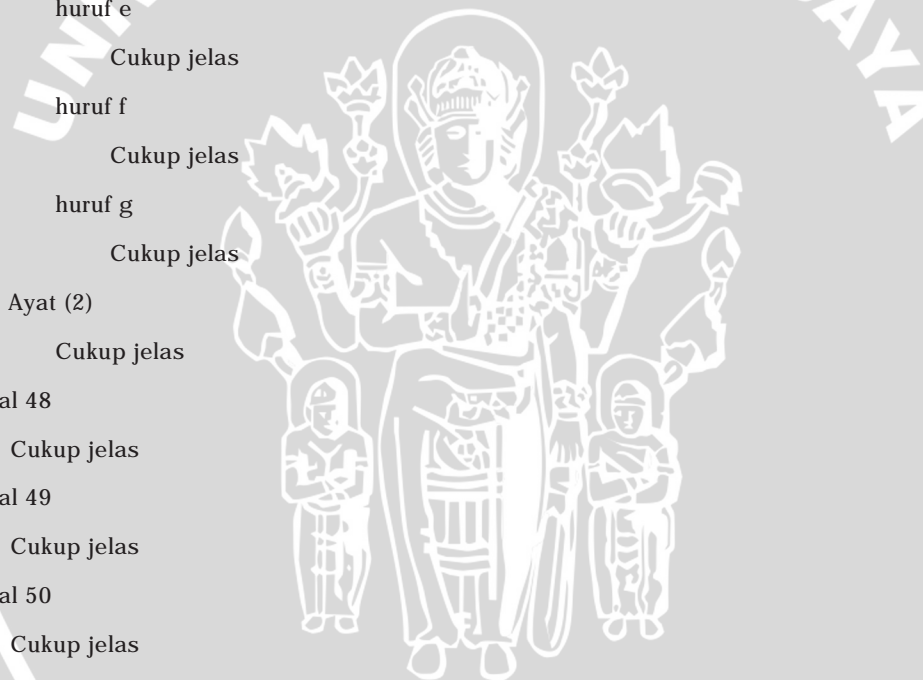 huruf e
Cukup jelas
huruf f
Cukup jelas
huruf g
Cukup jelas
Ayat (2)
Cukup jelas
al 48
Cukup jelas
al 49
Cukup jelas
al 50
Cukup jelas